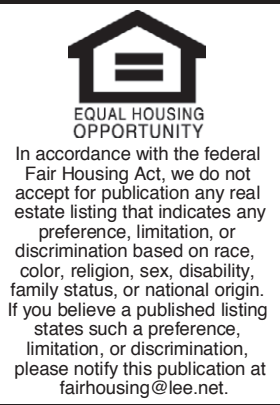 EQUAL HOUSING
OPPORTUNITY
In accordance with the federal
Fair Housing Act, we do not
accept for publication any real
estate listing that indicates any
preference, limitation, or
discrimination based on race,
color, religion, sex, disability,
family status, or national origin.
If you believe a published listing
states such a preference,
limitation, or discrimination,
please notify this publication at
fairhousing@lee.net.